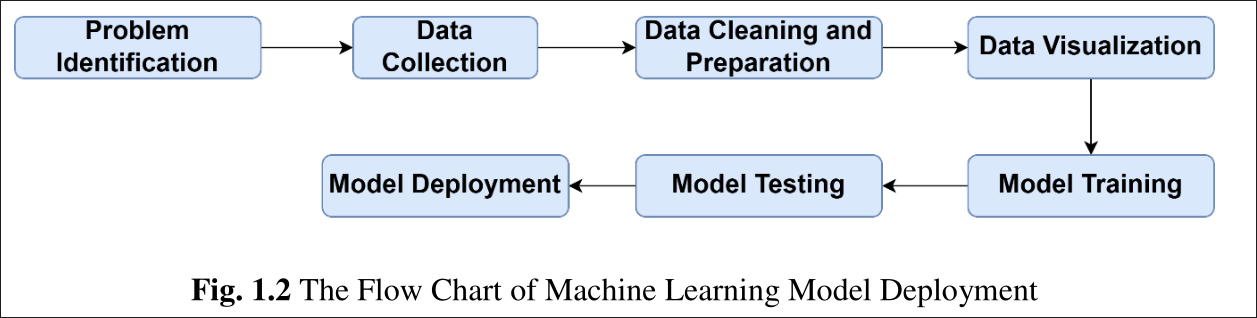 Problem
Identification
Data
Collection
Data Cleaning and
Preparation
Data Visualization
Model Training
Model Testing
Model Deployment
Fig. 1.2 The Flow Chart of Machine Learning Model Deployment